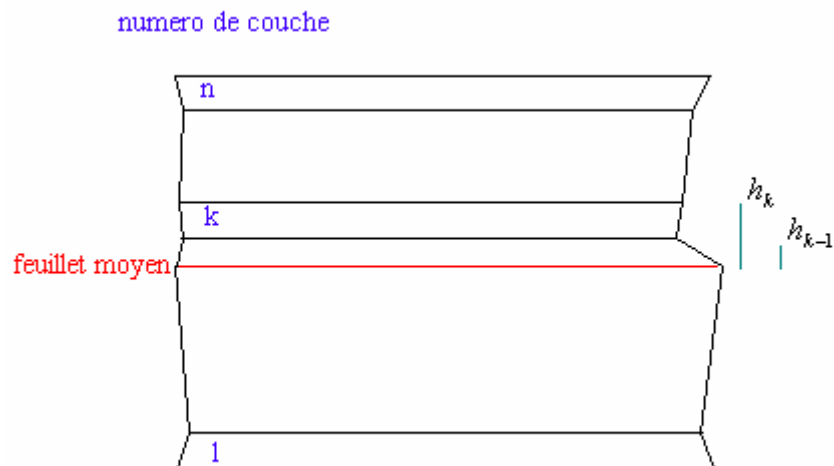 numero de couche
n
h_k
k
h_{k-1}
feuillet moyen
1